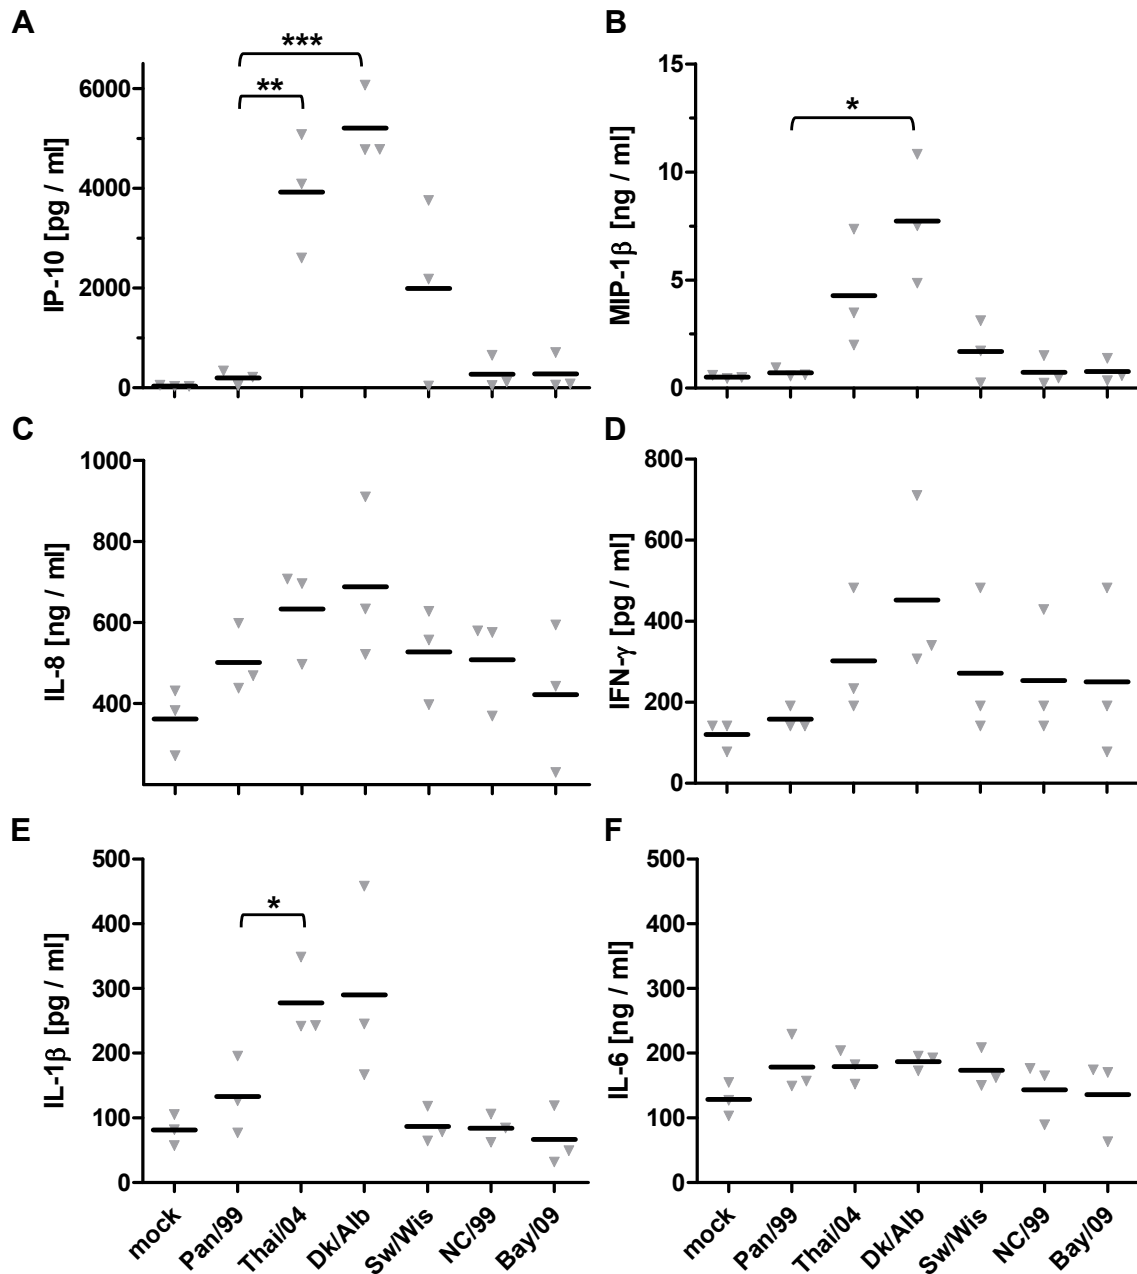 A
IP-10 [pg / ml]
6000
4000
2000
0
***
**
B
MIP-1β [ng / ml]
15
10
5
0
*
C
IL-8 [ng / ml]
1000
800
600
400
D
IFN-γ [pg / ml]
800
600
400
200
0
E
IL-1β [pg / ml]
500
400
300
200
100
0
*
mock
Pan/99
Thai/04
Dk/Alb
Sw/Wis
NC/99
Bay/09
F
IL-6 [ng / ml]
500
400
300
200
100
0
mock
Pan/99
Thai/04
Dk/Alb
Sw/Wis
NC/99
Bay/09